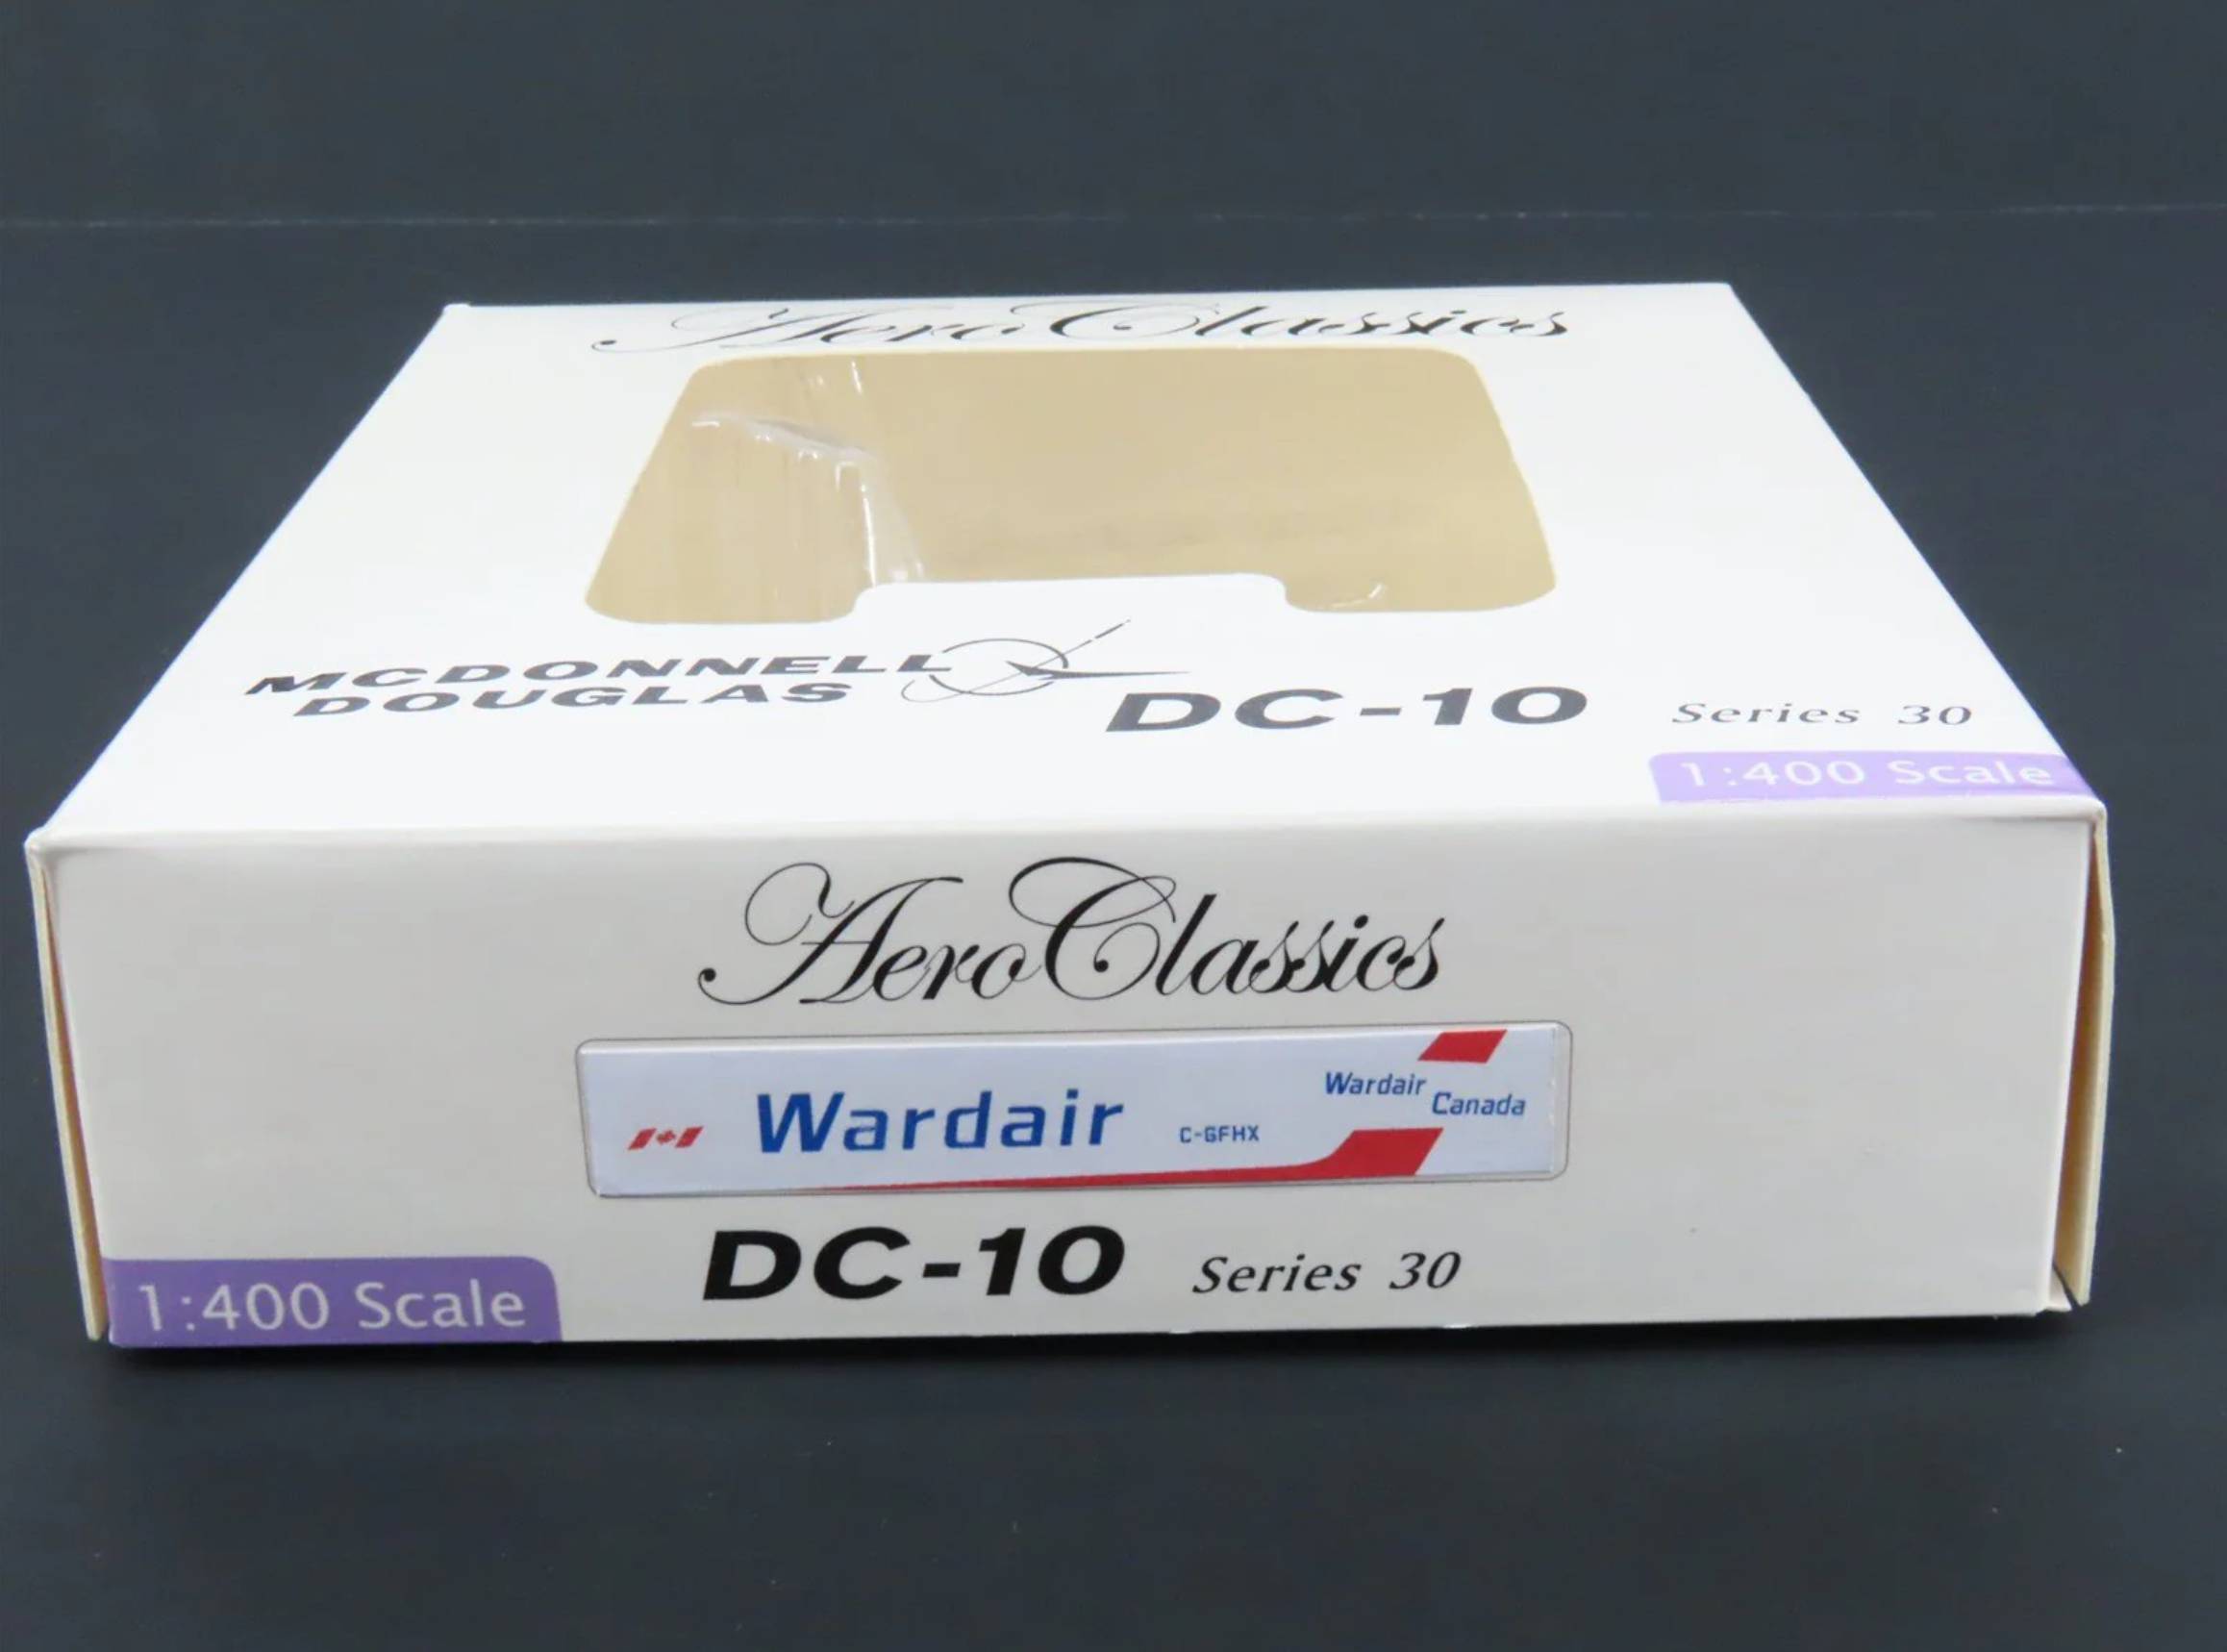 AeroClassics
MCDONNELL
DOUGLAS
DC-10 Series 30
1:400 Scale
AeroClassics
Wardair
C-GFHX
Wardair
Canada
DC-10 Series 30
1:400 Scale